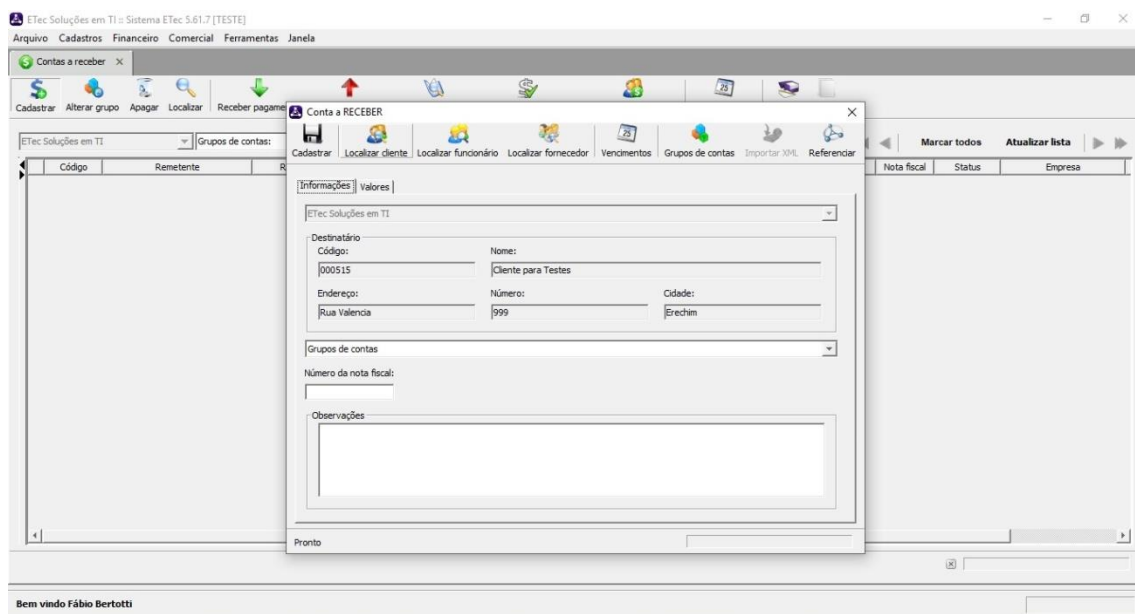 ETec Soluções em TI :: Sistema ETec 5.61.7 [TESTE]
Arquivo Cadastros Financeiro Comercial Ferramentas Janela
Contas a receber
Cadastrar Alterar grupo Apagar Localizar Receber pagame
ETec Soluções em TI Grupos de contas: Marcar todos Atualizar lista
Código Remetente R Nota fiscal Status Empresa
Conta a RECEBER
Cadastrar Localizar cliente Localizar funcionário Localizar fornecedor Vencimentos Grupos de contas Importar XML Referenciar
Informações Valores
ETec Soluções em TI
Destinatário
Código: Nome:
000515 Cliente para Testes
Endereço: Número: Cidade:
Rua Valencia 999 Erechim
Grupos de contas
Número da nota fiscal:
Observações
Pronto
Bem vindo Fábio Bertotti